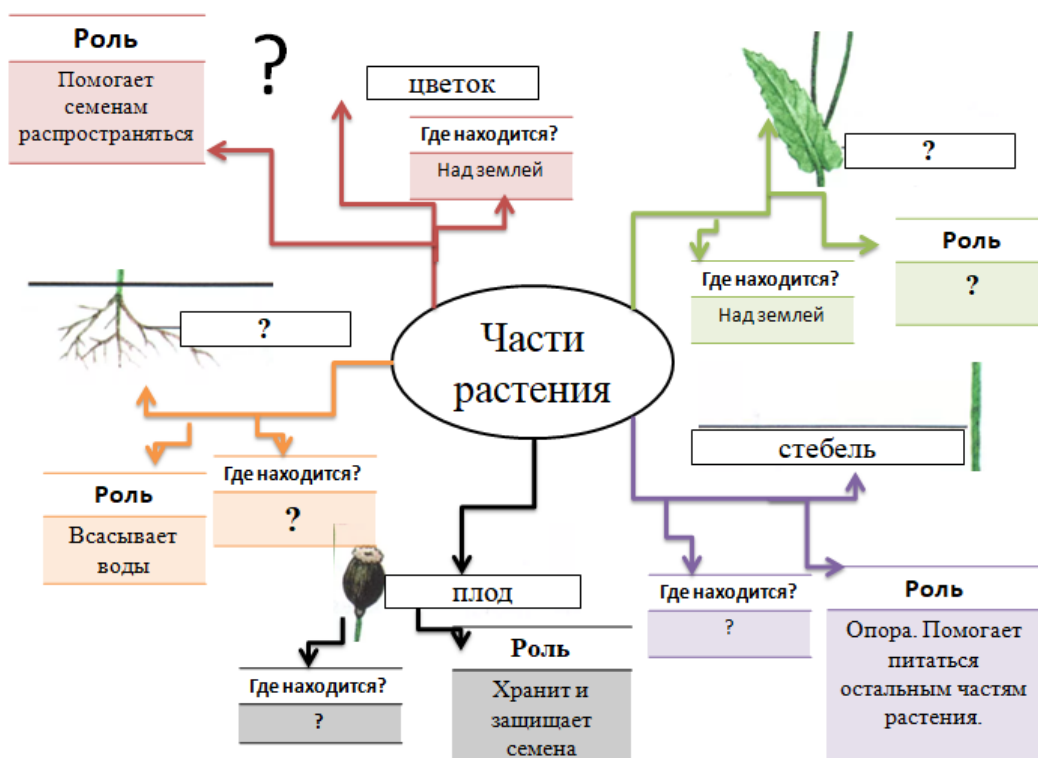 Роль
Помогает
семенам
распространяться
?
цветок
Где находится?
Над землей
?
Где находится?
Над землей
Роль
?
?
Части
растения
стебель
Роль
Всасывает
воды
Где находится?
?
плод
Где находится?
?
Роль
Хранит и
защищает
семена
Где находится?
?
Роль
Опора. Помогает
питаться
остальным частям
растения.